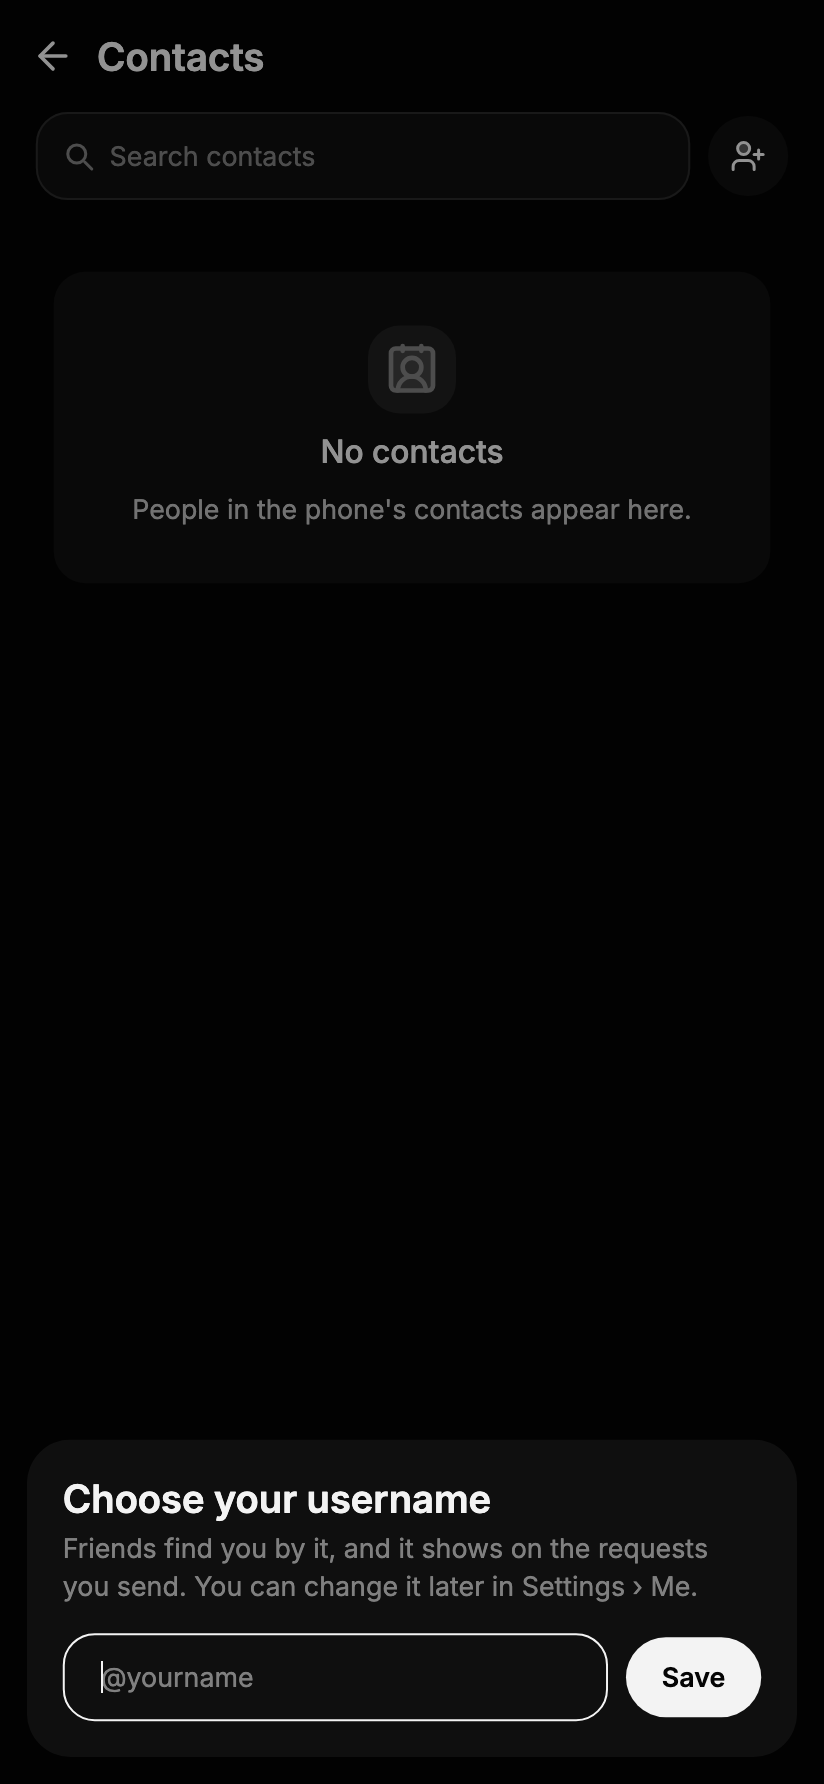 Contacts
Search contacts
No contacts
People in the phone's contacts appear here.
Choose your username
Friends find you by it, and it shows on the requests
you send. You can change it later in Settings › Me.
@yourname
Save